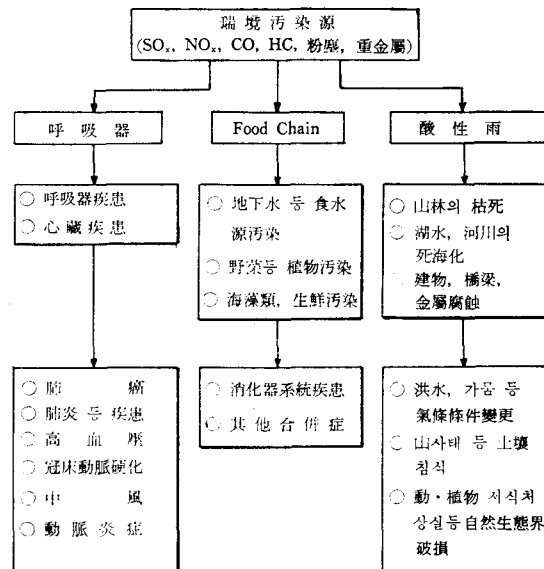 瑞境汚染源
(SOx, NOx, CO, HC, 粉塵, 重金屬)
呼吸器
Food Chain
酸性雨
○ 呼吸器疾患
○ 心臟疾患
○ 地下水 등 食水
源汚染
○ 野菜등 植物汚染
○ 海藻類, 生鮮汚染
○ 山林의 枯死
○ 湖水, 河川의
死海化
○ 建物, 橋梁,
金屬腐蝕
○ 肺癌
○ 肺炎 등 疾患
○ 高血壓
○ 冠床動脈硬化
○ 中風
○ 動脈炎症
○ 消化器系統疾患
○ 其他合併症
○ 洪水, 가뭄 등
氣條條件變更
○ 山사태 등 土壤
침식
○ 動・植物 서식처
상실등 自然生態界
破損